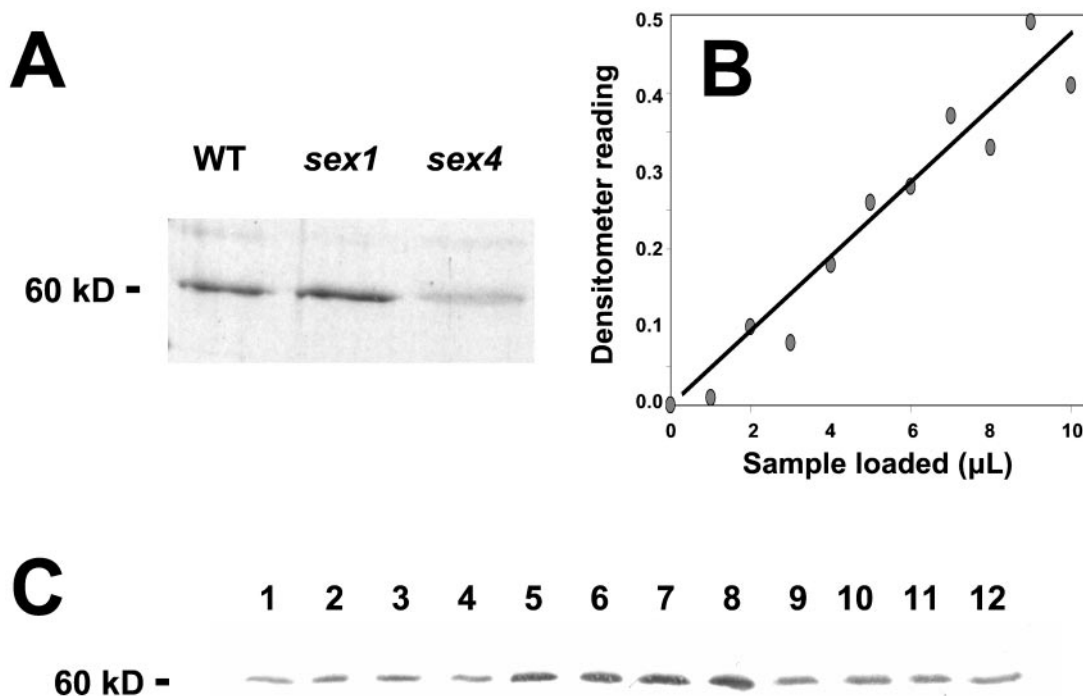 A
WT sex1 sex4
60 kD -
B
Densitometer reading
0.5
0.4
0.3
0.2
0.1
0.0
0 2 4 6 8 10
Sample loaded (µL)
C
1 2 3 4 5 6 7 8 9 10 11 12
60 kD -